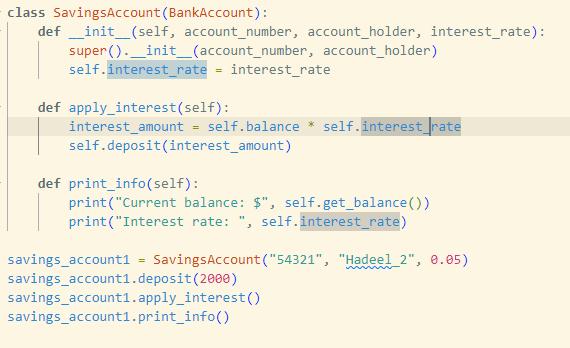 class SavingsAccount(BankAccount):
    def __init__(self, account_number, account_holder, interest_rate):
        super().__init__(account_number, account_holder)
        self.interest_rate = interest_rate
    def apply_interest(self):
        interest_amount = self.balance * self.interest_rate
        self.deposit(interest_amount)
    def print_info(self):
        print("Current balance: $", self.get_balance())
        print("Interest rate: ", self.interest_rate)
savings_account1 = SavingsAccount("54321", "Hadeel_2", 0.05)
savings_account1.deposit(2000)
savings_account1.apply_interest()
savings_account1.print_info()